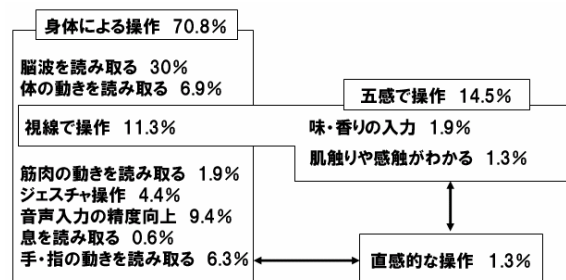 身体による操作 70.8%
脳波を読み取る 30%
体の動きを読み取る 6.9%
視線で操作 11.3%
筋肉の動きを読み取る 1.9%
ジェスチャ操作 4.4%
音声入力の精度向上 9.4%
息を読み取る 0.6%
手・指の動きを読み取る 6.3%
五感で操作 14.5%
味・香りの入力 1.9%
肌触りや感触がわかる 1.3%
直感的な操作 1.3%